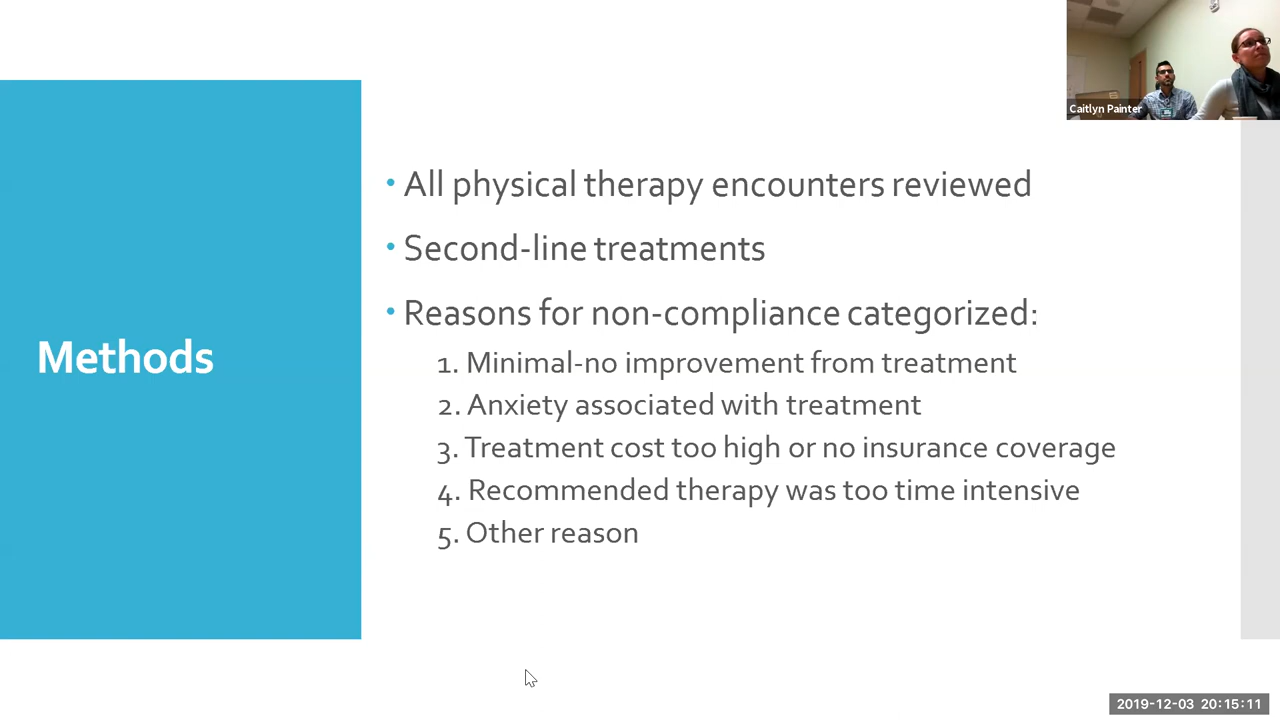 Caitlyn Painter
Methods
• All physical therapy encounters reviewed
• Second-line treatments
• Reasons for non-compliance categorized:
1. Minimal-no improvement from treatment
2. Anxiety associated with treatment
3. Treatment cost too high or no insurance coverage
4. Recommended therapy was too time intensive
5. Other reason
2019-12-03 20:15:11